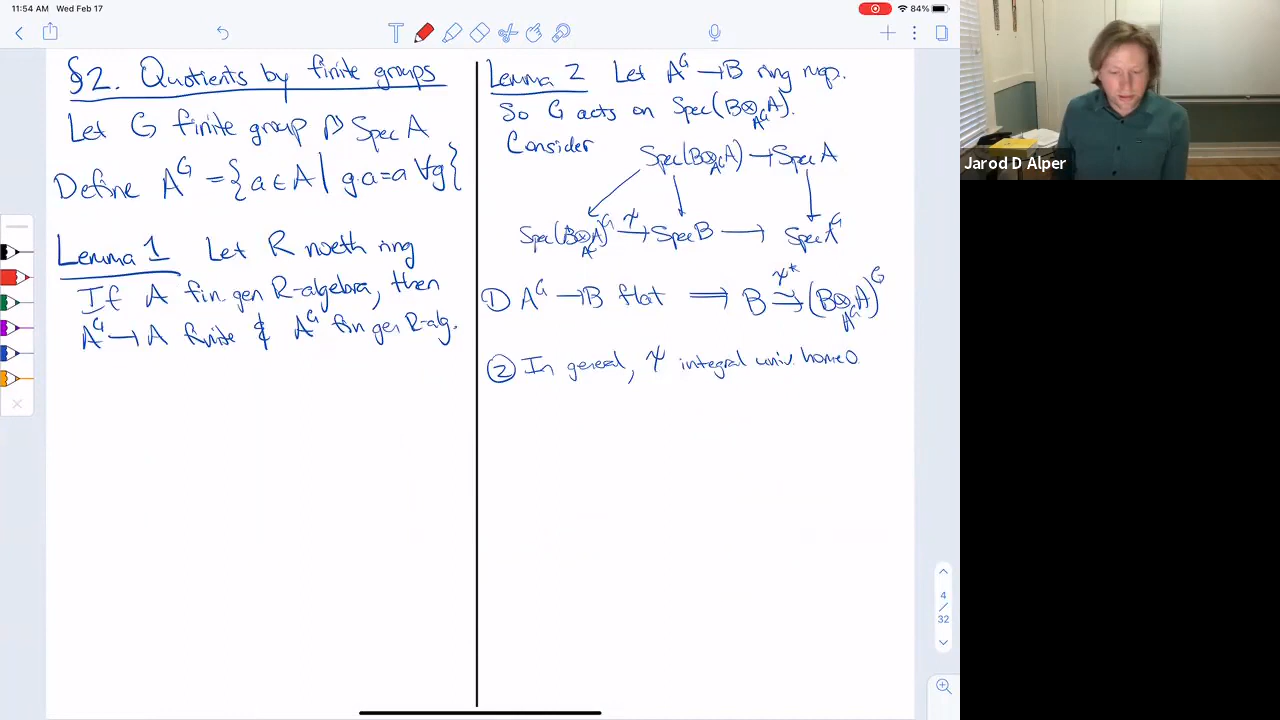 11:54 AM Wed Feb 17
84%
§2. Quotients by finite groups
Let G finite group ↷ Spec A
Define A^G = {a ∈ A | g·a = a ∀g}
Lemma 1 Let R noeth ring
If A fin. gen R-algebra, then
A^G → A finite & A^G fin gen R-alg.
Lemma 2 Let A^G → B ring map.
So G acts on Spec(B⊗_{A^G} A).
Consider
Spec(B⊗_{A^G} A) → Spec A
Spec(B⊗_{A^G} A)^G →^ψ Spec B → Spec A^G
① A^G → B flat ⟹ B →^{ψ*} (B⊗_{A^G} A)^G
② In general, ψ integral univ. homeo
4
/
32
Jarod D Alper